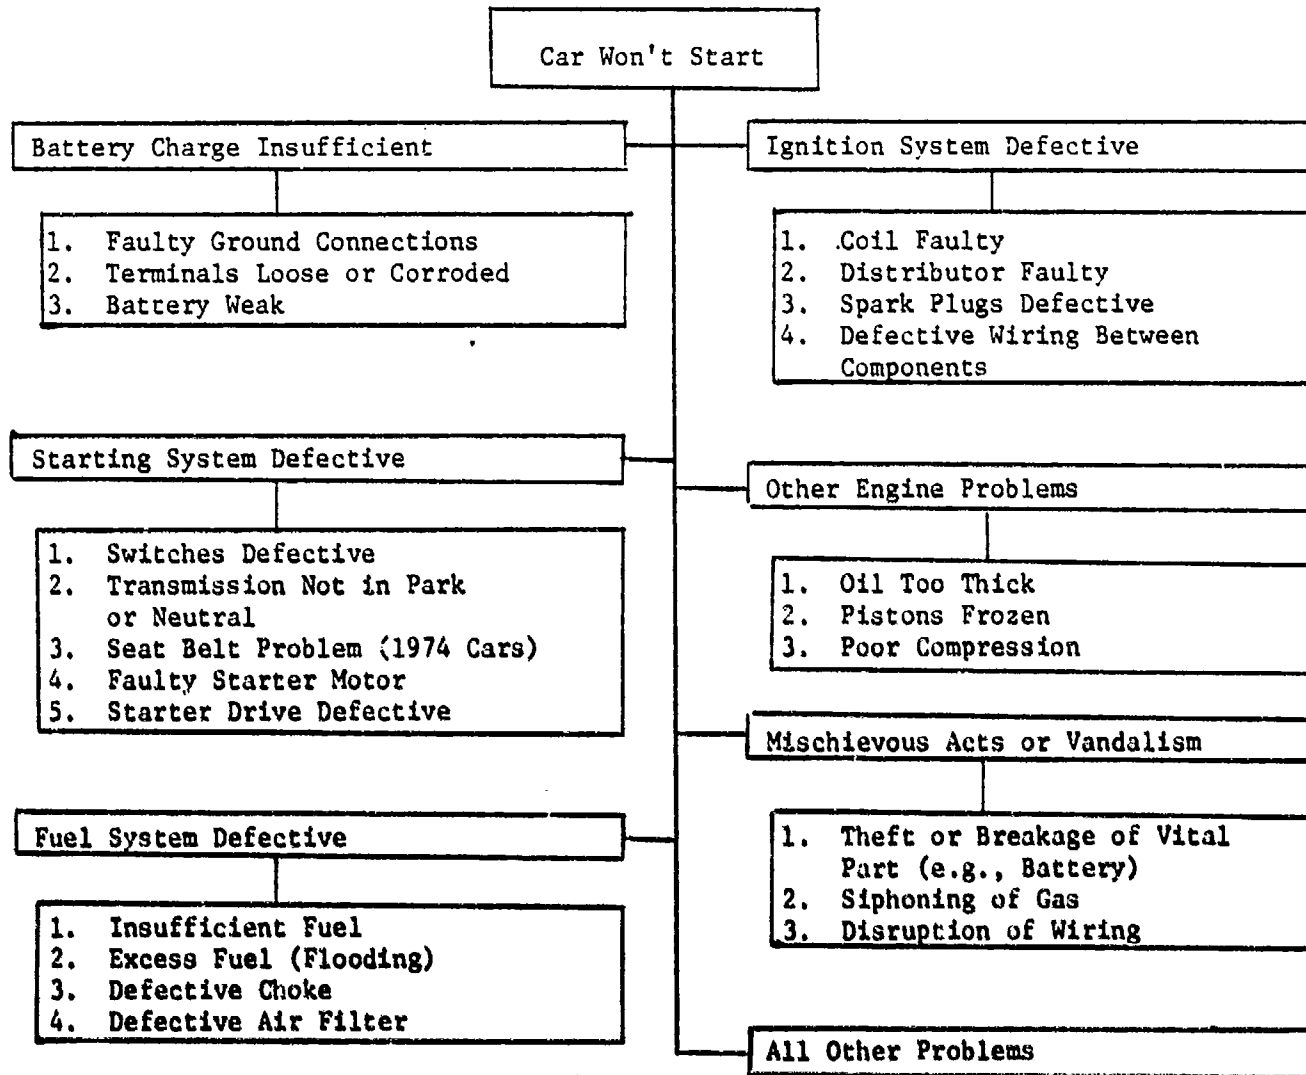 Car Won't Start
Battery Charge Insufficient
1. Faulty Ground Connections
2. Terminals Loose or Corroded
3. Battery Weak
Starting System Defective
1. Switches Defective
2. Transmission Not in Park
or Neutral
3. Seat Belt Problem (1974 Cars)
4. Faulty Starter Motor
5. Starter Drive Defective
Fuel System Defective
1. Insufficient Fuel
2. Excess Fuel (Flooding)
3. Defective Choke
4. Defective Air Filter
Ignition System Defective
1. Coil Faulty
2. Distributor Faulty
3. Spark Plugs Defective
4. Defective Wiring Between
Components
Other Engine Problems
1. Oil Too Thick
2. Pistons Frozen
3. Poor Compression
Mischievous Acts or Vandalism
1. Theft or Breakage of Vital
Part (e.g., Battery)
2. Siphoning of Gas
3. Disruption of Wiring
All Other Problems